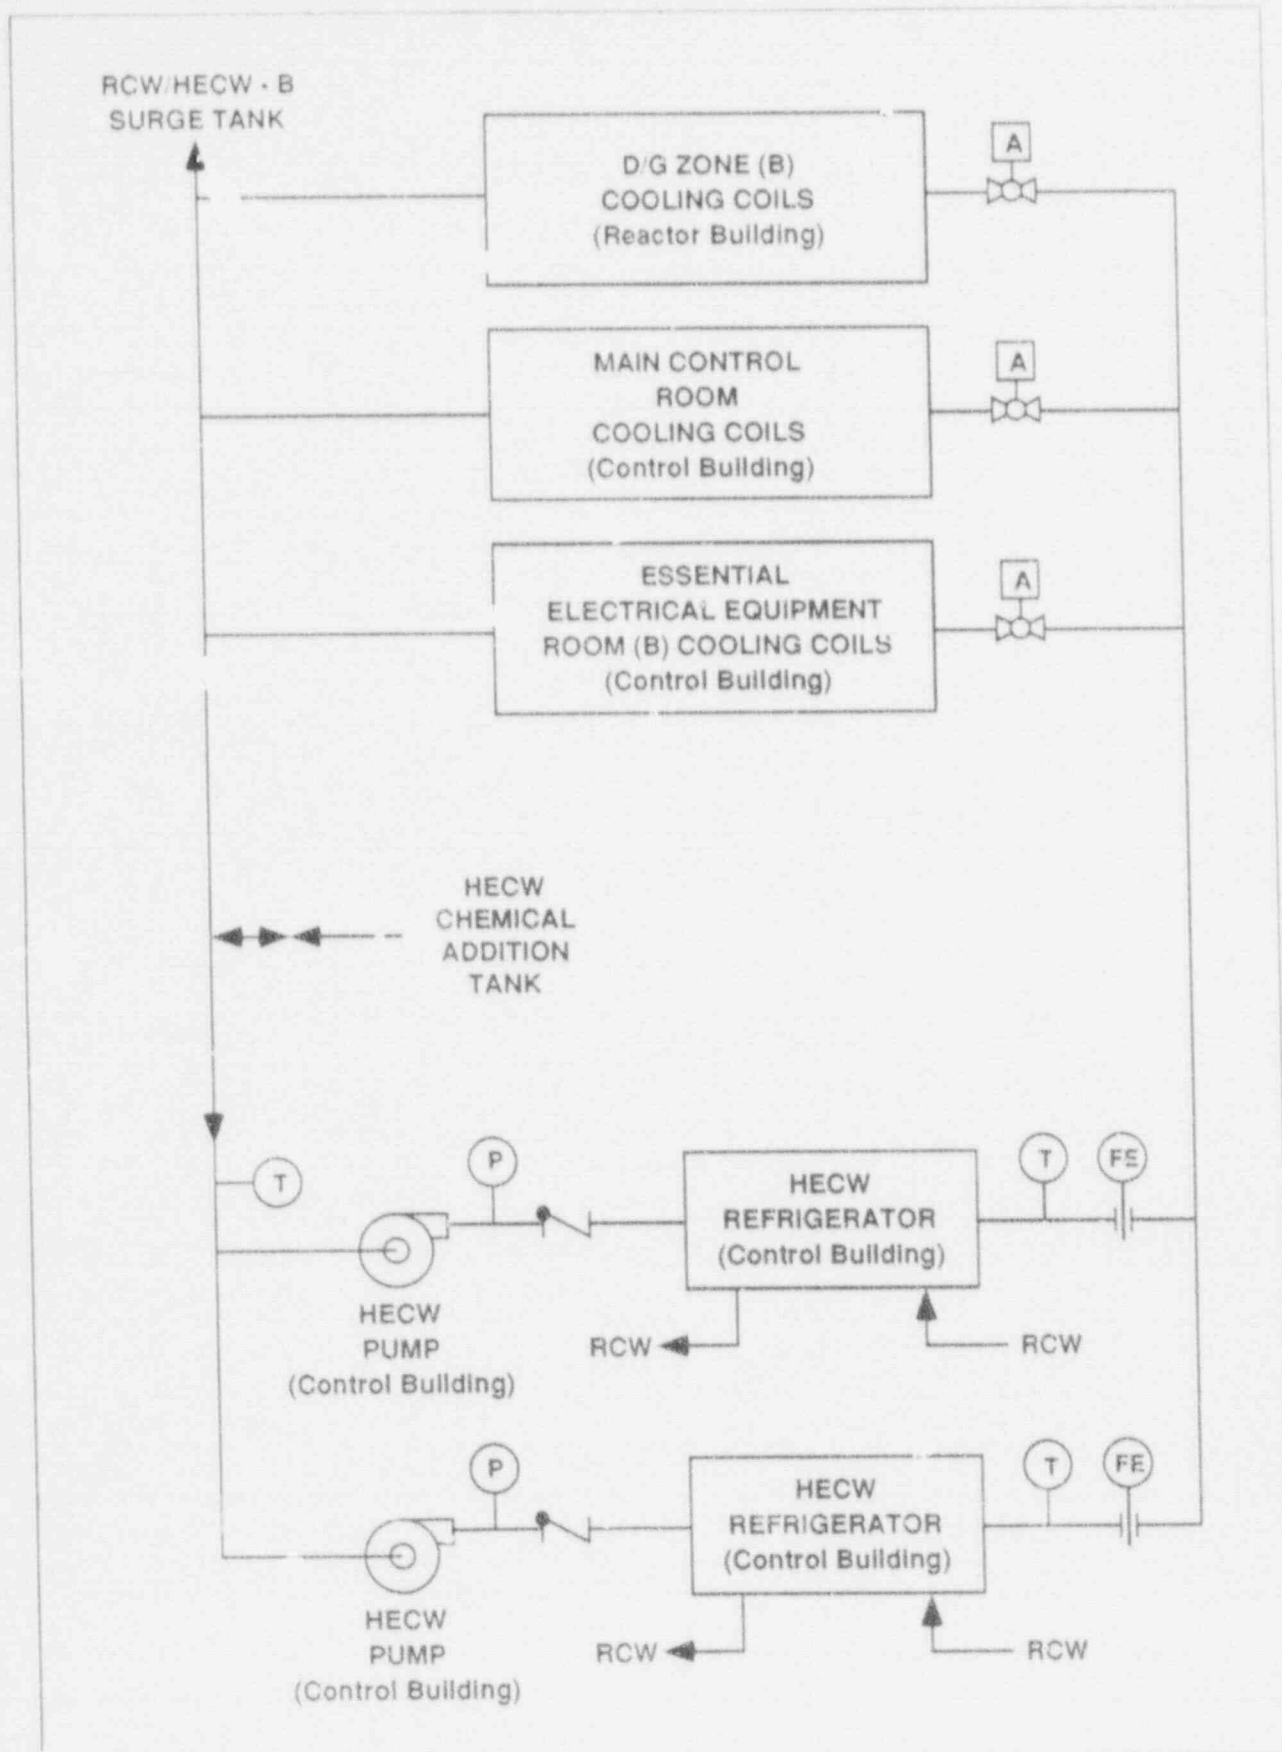 RCW/HECW - B
SURGE TANK
D/G ZONE (B)
COOLING COILS
(Reactor Building)
A
MAIN CONTROL
ROOM
COOLING COILS
(Control Building)
A
ESSENTIAL
ELECTRICAL EQUIPMENT
ROOM (B) COOLING COILS
(Control Building)
A
HECW
CHEMICAL
ADDITION
TANK
T
P
HECW
REFRIGERATOR
(Control Building)
T
FE
HECW
PUMP
(Control Building)
RCW
RCW
P
HECW
REFRIGERATOR
(Control Building)
T
FE
HECW
PUMP
(Control Building)
RCW
RCW